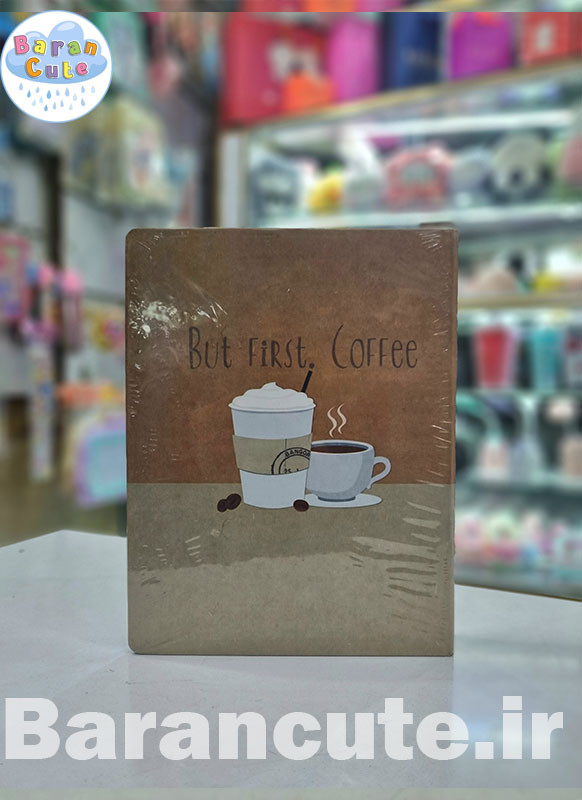 Baran
Cute
But first, Coffee
Barancute.ir